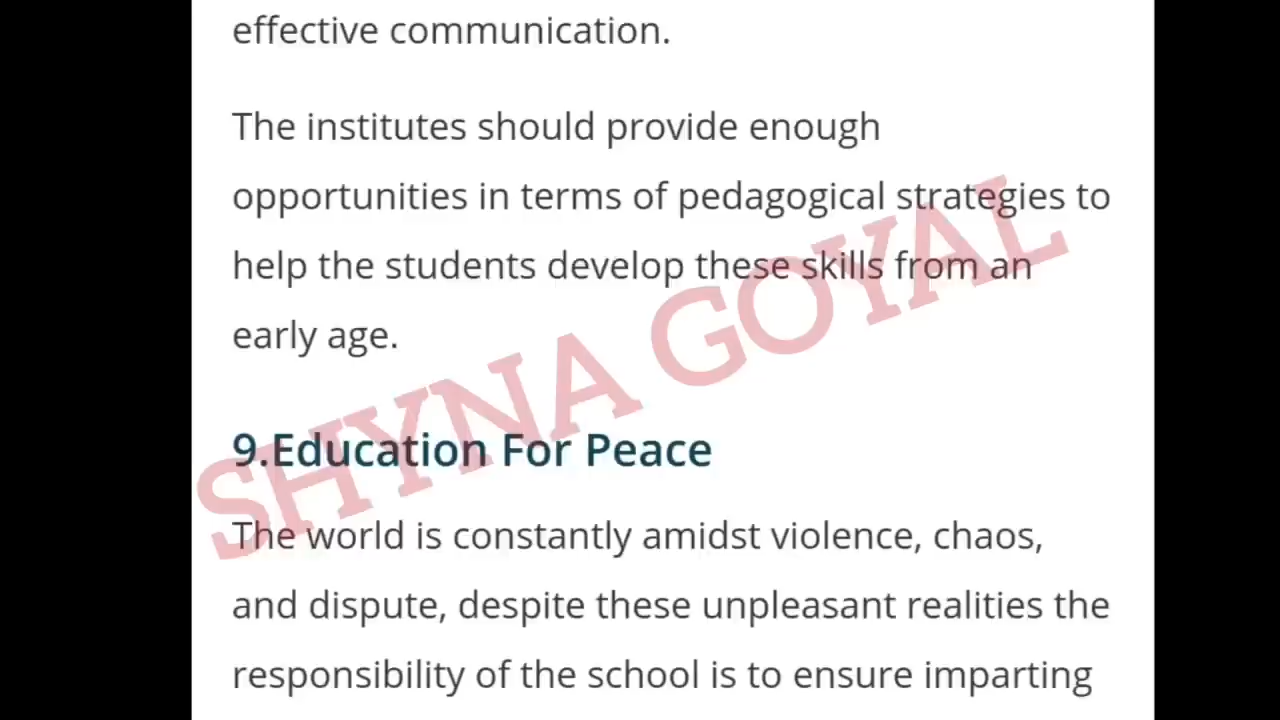 effective communication.
The institutes should provide enough
opportunities in terms of pedagogical strategies to
help the students develop these skills from an
early age.
SHYNA GOYAL
9.Education For Peace
The world is constantly amidst violence, chaos,
and dispute, despite these unpleasant realities the
responsibility of the school is to ensure imparting